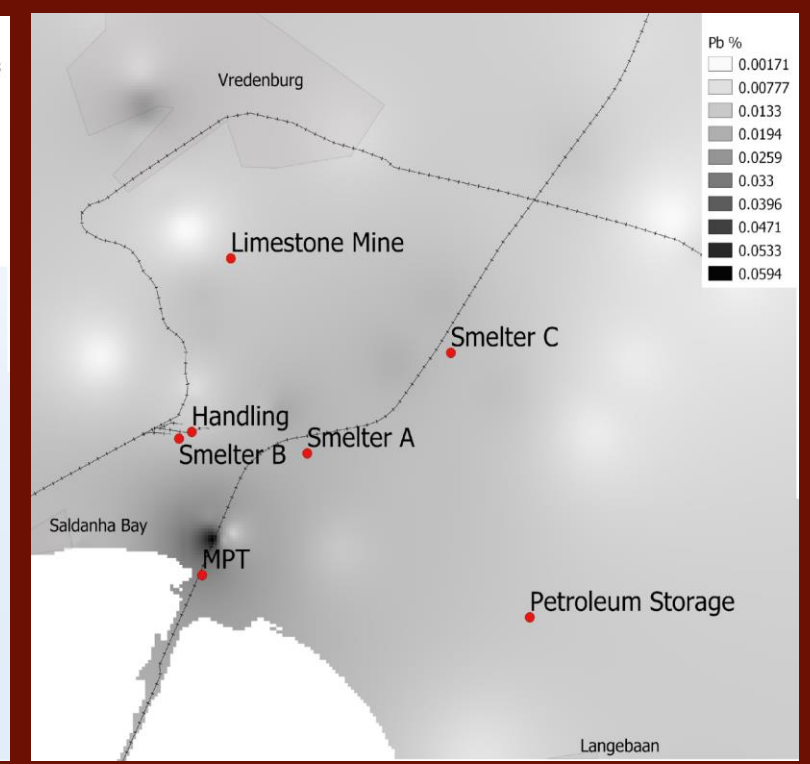 Vredenburg
Pb %
0.00171
0.00777
0.0133
0.0194
0.0259
0.033
0.0396
0.0471
0.0533
0.0594
Limestone Mine
Smelter C
Handling
Smelter A
Smelter B
Saldanha Bay
MPT
Petroleum Storage
Langebaan